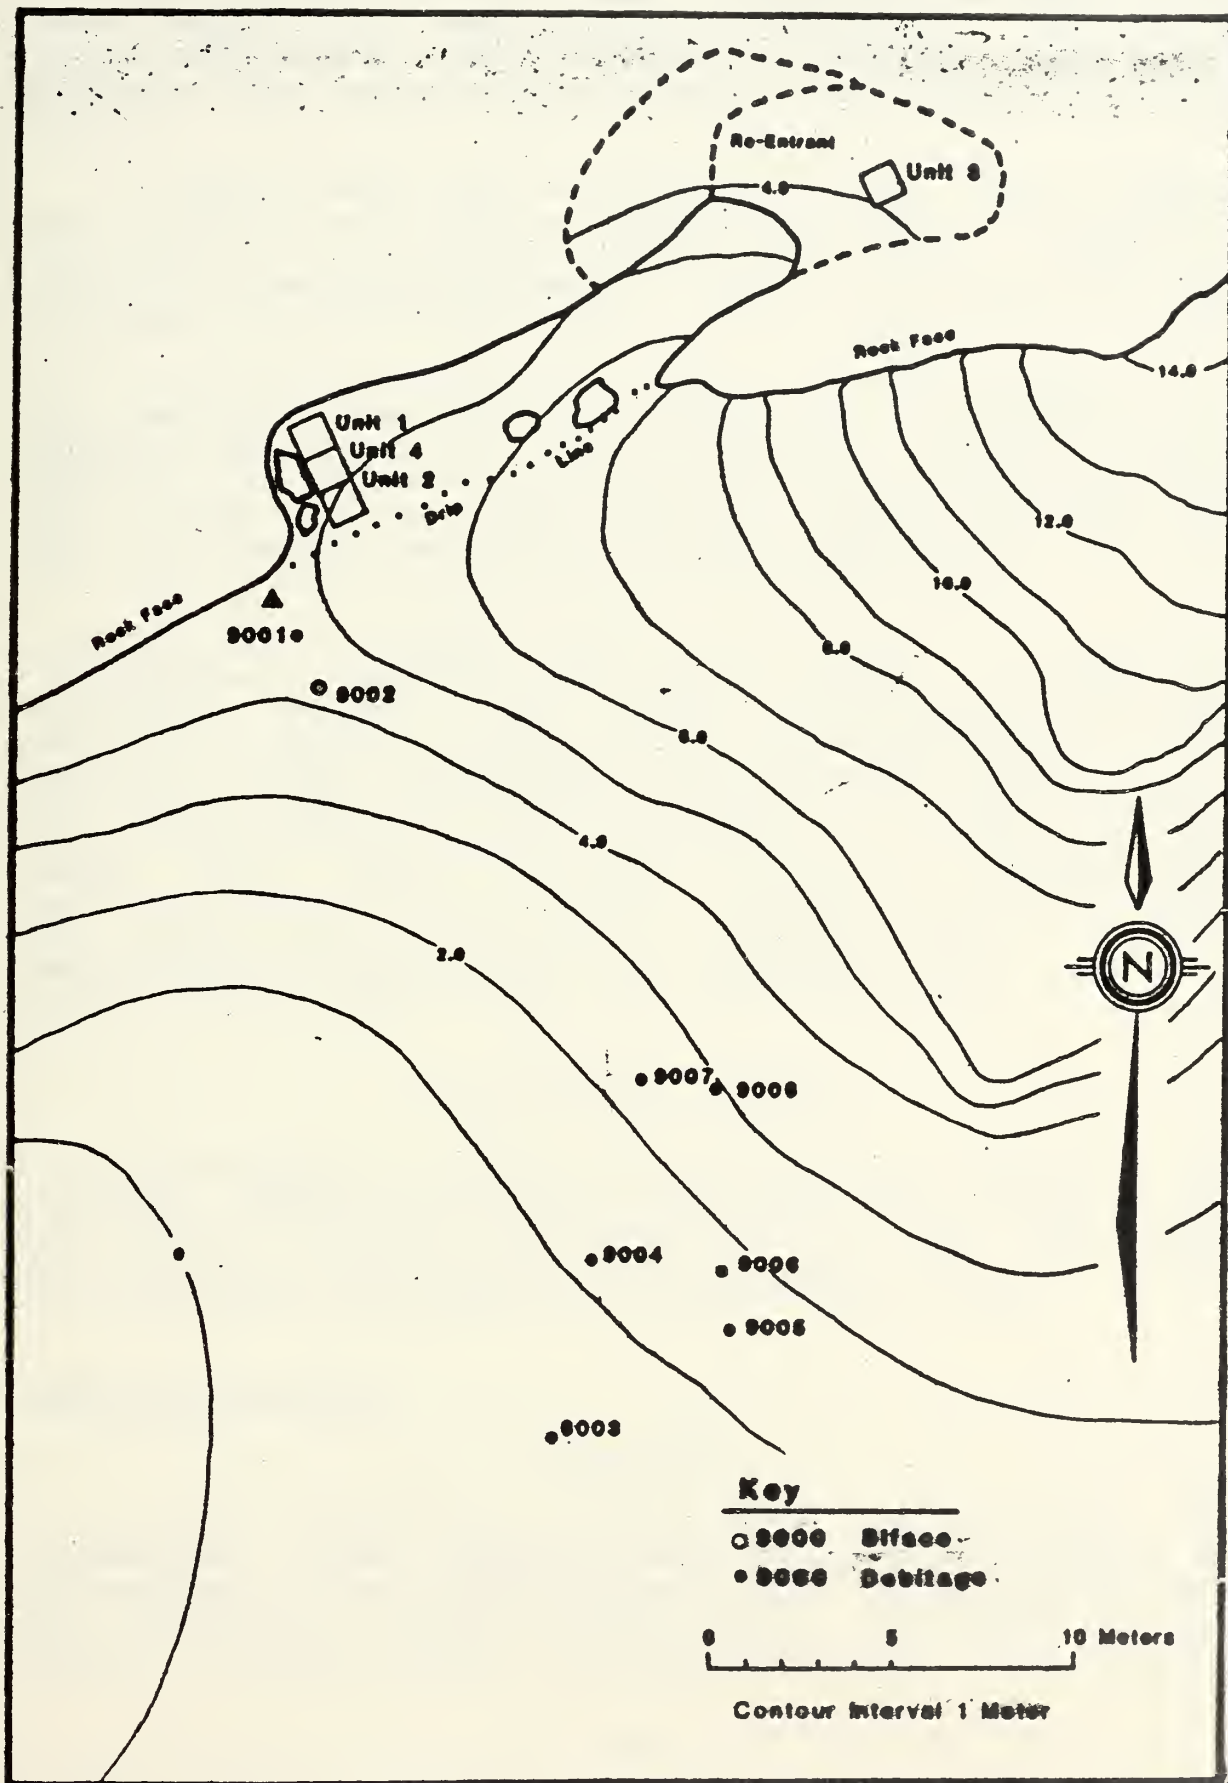 Re-Entrant
Unit 3
4.0
Rock Face
14.0
Unit 1
Unit 4
Unit 2
Drip Line
12.0
10.0
8.0
Rock Face
9001
9002
6.0
4.0
2.0
N
9007
9008
0
9004
9006
9005
9003
Key
9000 Biface
9000 Debitage
0 5 10 Meters
Contour Interval 1 Meter